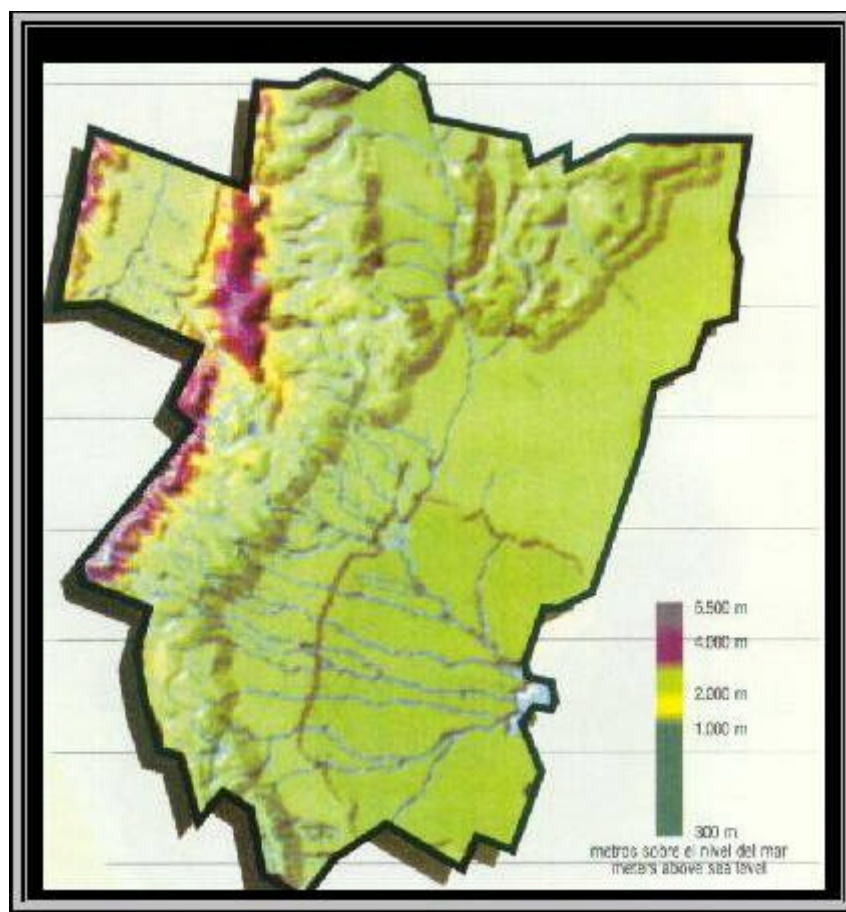 5.500 m
4.000 m
2.000 m
1.000 m
300 m
metros sobre el nivel del mar
meters above sea level